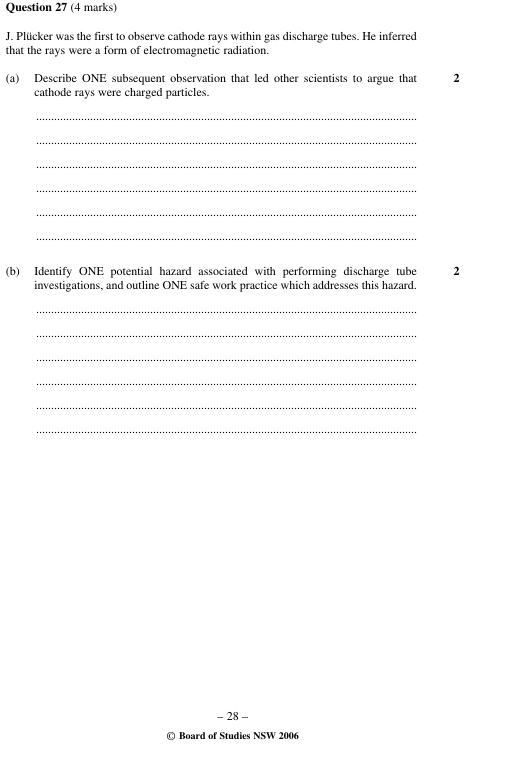 Question 27 (4 marks)
J. Plücker was the first to observe cathode rays within gas discharge tubes. He inferred
that the rays were a form of electromagnetic radiation.
(a) Describe ONE subsequent observation that led other scientists to argue that 2
cathode rays were charged particles.
................................................................................
................................................................................
................................................................................
................................................................................
................................................................................
................................................................................
(b) Identify ONE potential hazard associated with performing discharge tube 2
investigations, and outline ONE safe work practice which addresses this hazard.
................................................................................
................................................................................
................................................................................
................................................................................
................................................................................
................................................................................
– 28 –
© Board of Studies NSW 2006